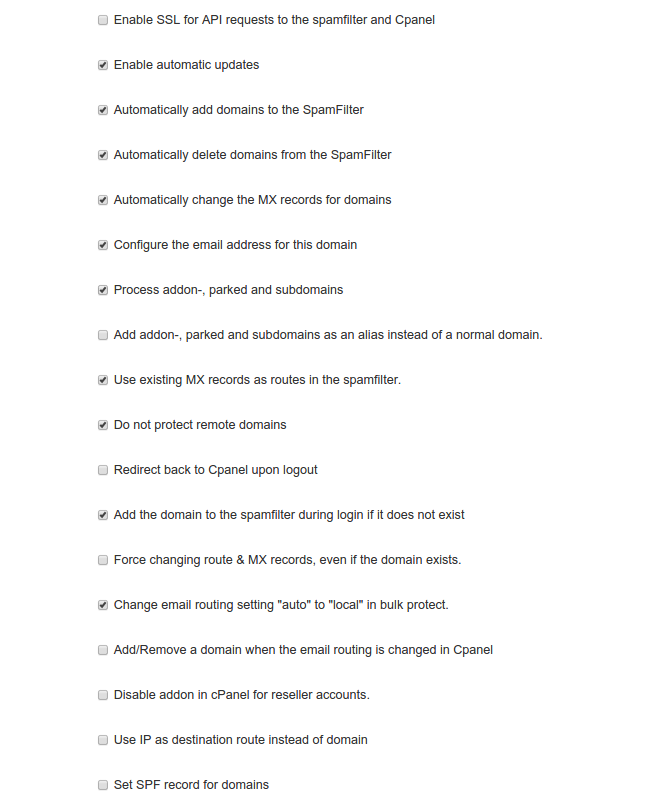 Enable SSL for API requests to the spamfilter and Cpanel
Enable automatic updates
Automatically add domains to the SpamFilter
Automatically delete domains from the SpamFilter
Automatically change the MX records for domains
Configure the email address for this domain
Process addon-, parked and subdomains
Add addon-, parked and subdomains as an alias instead of a normal domain.
Use existing MX records as routes in the spamfilter.
Do not protect remote domains
Redirect back to Cpanel upon logout
Add the domain to the spamfilter during login if it does not exist
Force changing route & MX records, even if the domain exists.
Change email routing setting "auto" to "local" in bulk protect.
Add/Remove a domain when the email routing is changed in Cpanel
Disable addon in cPanel for reseller accounts.
Use IP as destination route instead of domain
Set SPF record for domains